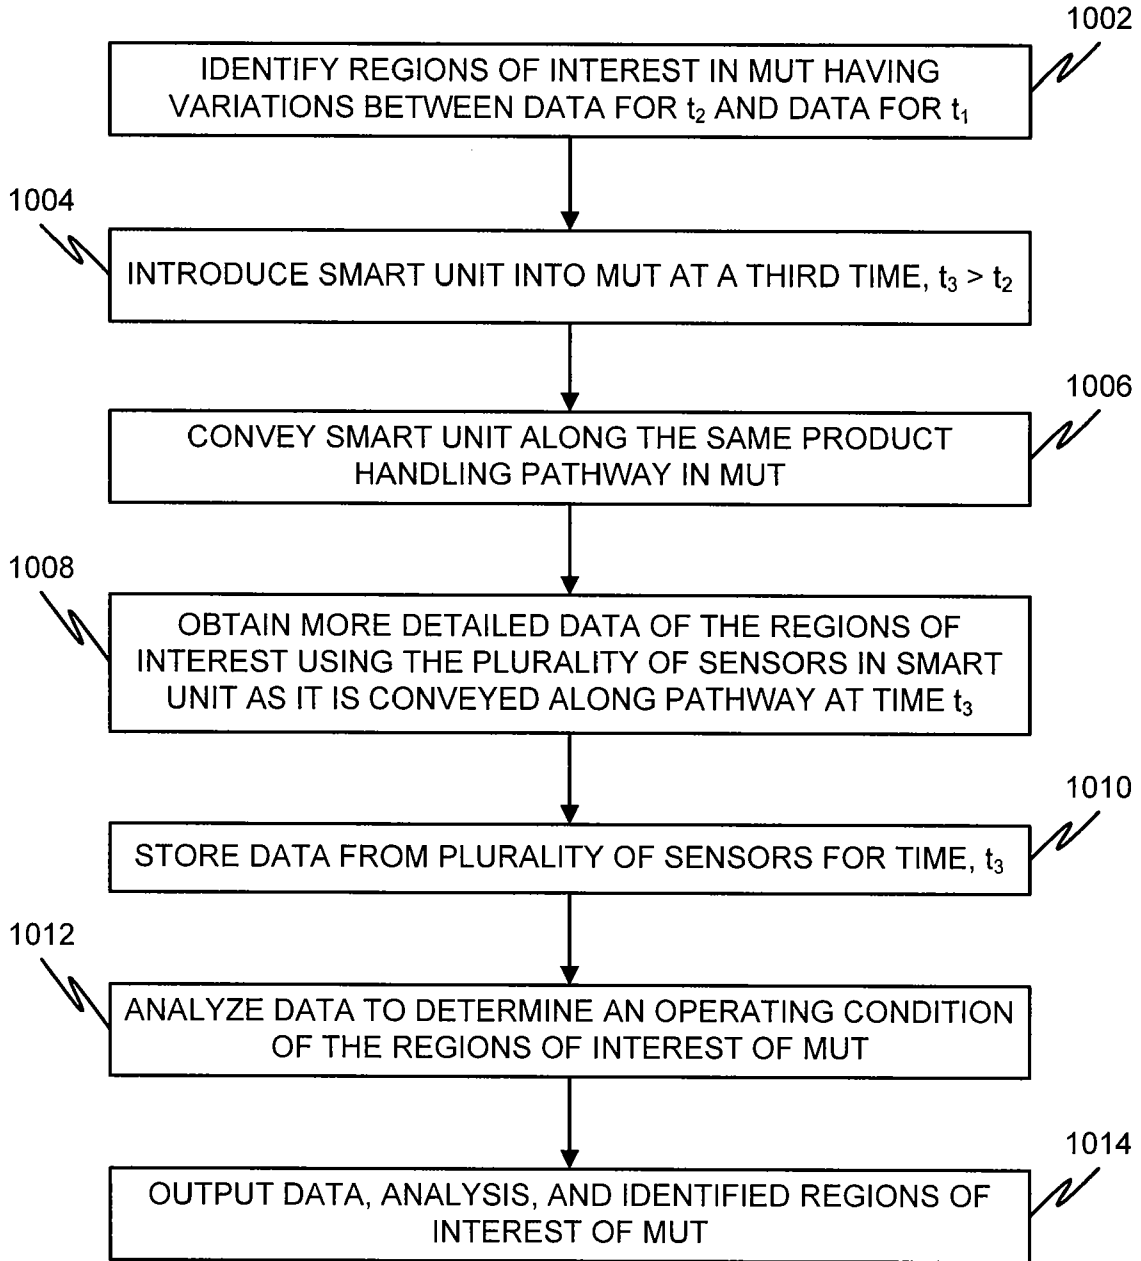 1002
IDENTIFY REGIONS OF INTEREST IN MUT HAVING
VARIATIONS BETWEEN DATA FOR t₂ AND DATA FOR t₁
1004
INTRODUCE SMART UNIT INTO MUT AT A THIRD TIME, t₃ > t₂
1006
CONVEY SMART UNIT ALONG THE SAME PRODUCT
HANDLING PATHWAY IN MUT
1008
OBTAIN MORE DETAILED DATA OF THE REGIONS OF
INTEREST USING THE PLURALITY OF SENSORS IN SMART
UNIT AS IT IS CONVEYED ALONG PATHWAY AT TIME t₃
1010
STORE DATA FROM PLURALITY OF SENSORS FOR TIME, t₃
1012
ANALYZE DATA TO DETERMINE AN OPERATING CONDITION
OF THE REGIONS OF INTEREST OF MUT
1014
OUTPUT DATA, ANALYSIS, AND IDENTIFIED REGIONS OF
INTEREST OF MUT